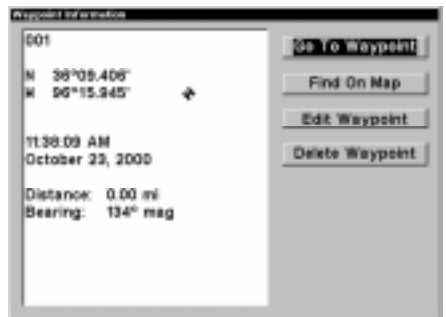 Waypoint Information
001
N 36°09.406'
W 96°15.945'
11:38:09 AM
October 23, 2000
Distance: 0.00 mi
Bearing: 134° mag
Go To Waypoint
Find On Map
Edit Waypoint
Delete Waypoint